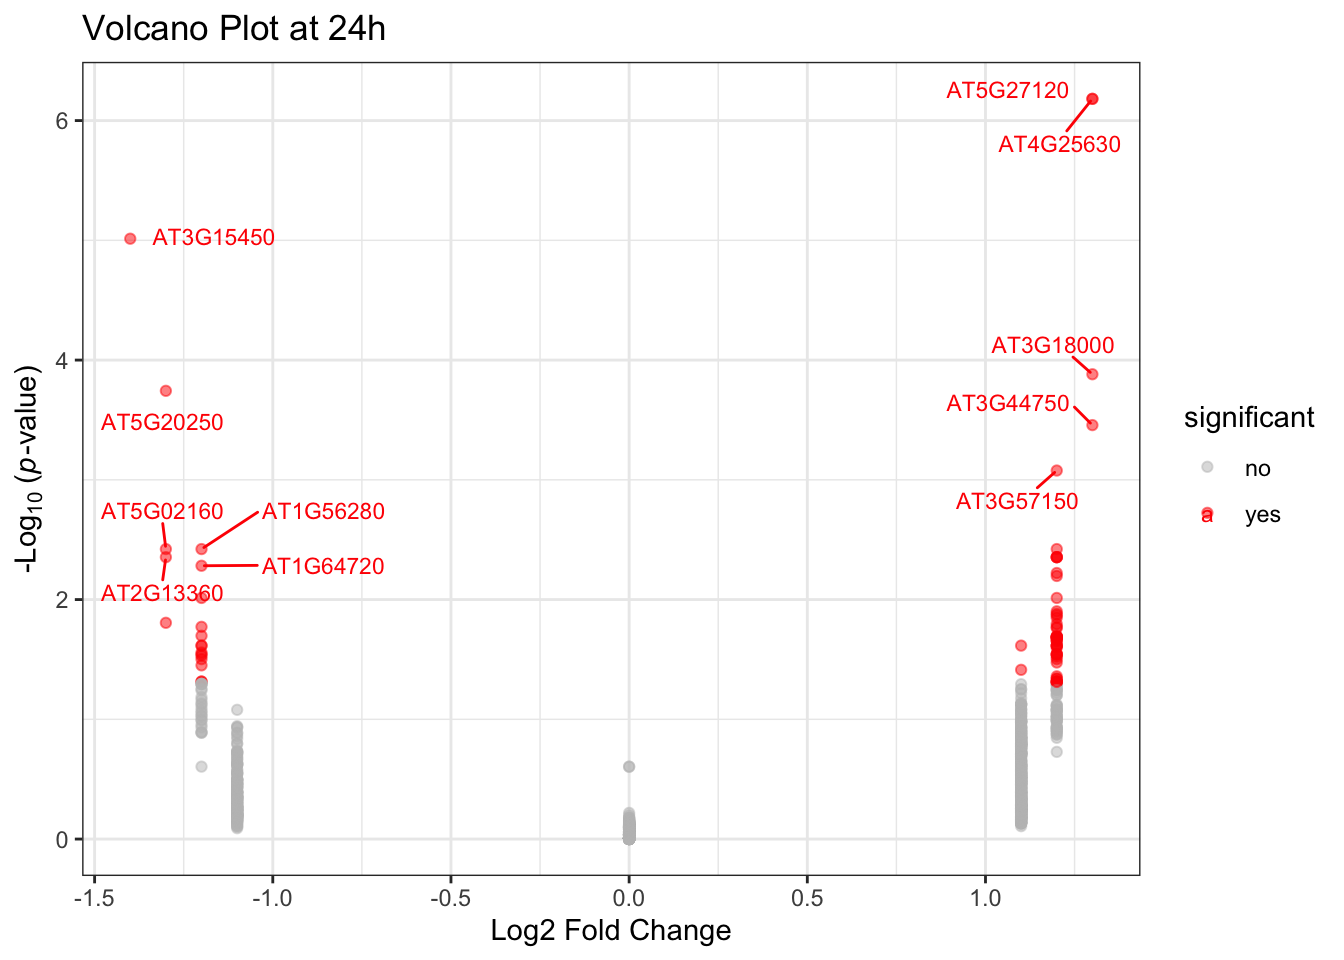 Volcano Plot at 24h
AT5G27120
6
AT4G25630
AT3G15450
AT3G18000
4
AT3G44750
AT5G20250
-Log10 (p-value)
significant
no
AT3G57150
AT5G02160
AT1G56280
a yes
AT1G64720
AT2G13360
2
0
-1.5 -1.0 -0.5 0.0 0.5 1.0
Log2 Fold Change